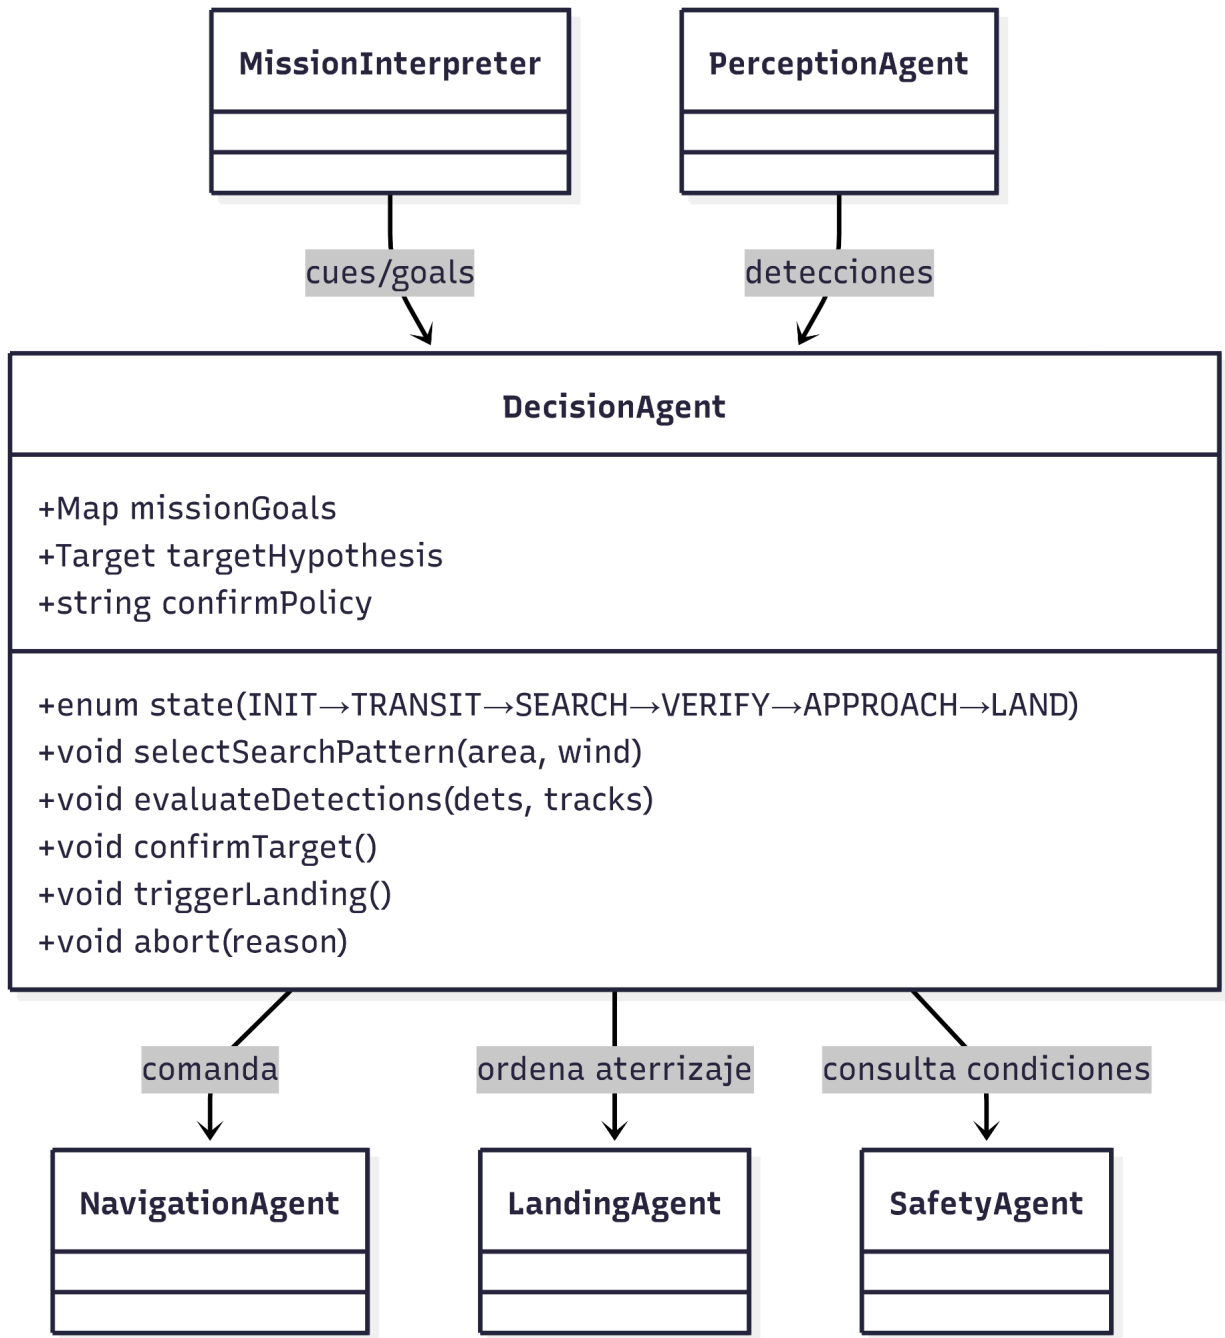 MissionInterpreter
PerceptionAgent
cues/goals
detecciones
DecisionAgent
+Map missionGoals
+Target targetHypothesis
+string confirmPolicy
+enum state(INIT→TRANSIT→SEARCH→VERIFY→APPROACH→LAND)
+void selectSearchPattern(area, wind)
+void evaluateDetections(dets, tracks)
+void confirmTarget()
+void triggerLanding()
+void abort(reason)
comanda
ordena aterrizaje
consulta condiciones
NavigationAgent
LandingAgent
SafetyAgent